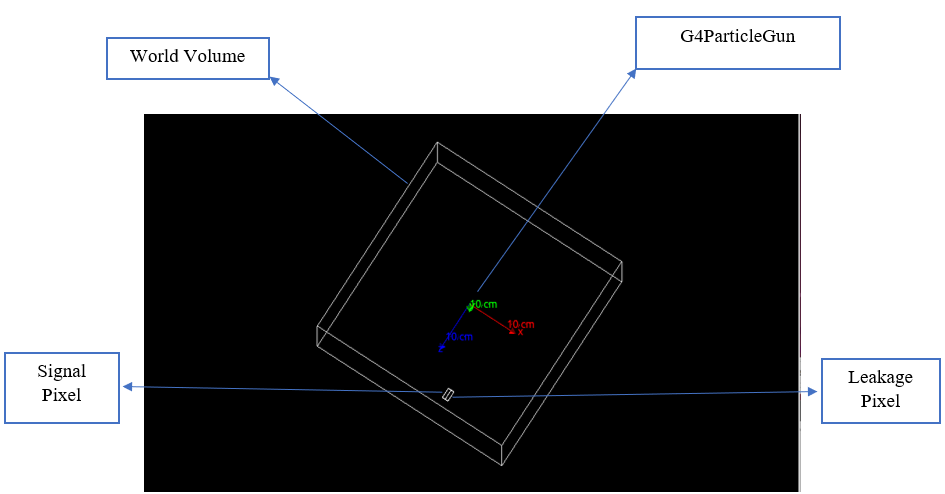 G4ParticleGun
World Volume
10 cm
10 cm
x
10 cm
z
Signal
Pixel
Leakage
Pixel